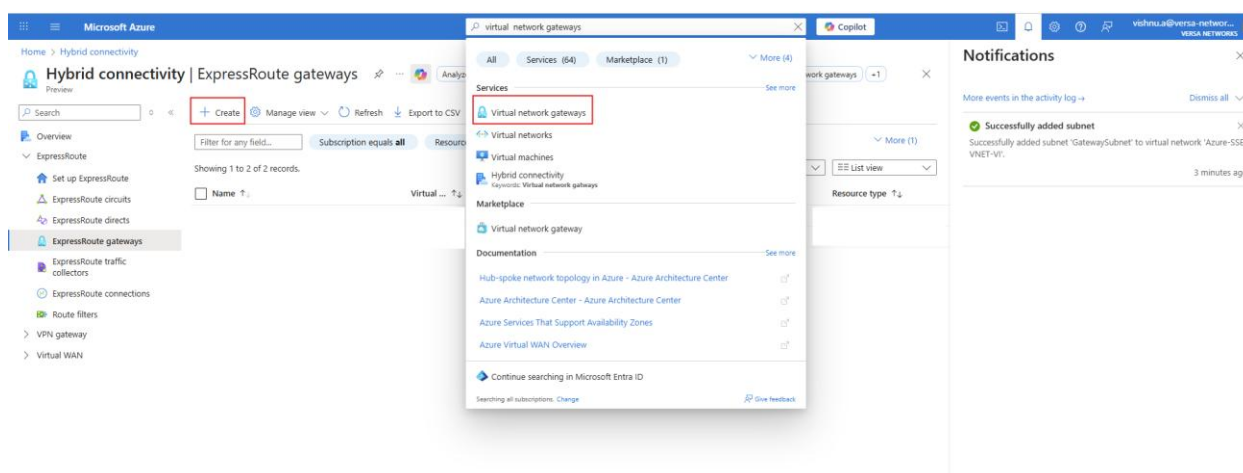 Microsoft Azure
virtual network gateways
Copilot
vishnu.a@versa-networ...
VERSA NETWORKS
Home > Hybrid connectivity
Hybrid connectivity | ExpressRoute gateways
Preview
Analyz
work gateways
+1
Search
Create
Manage view
Refresh
Export to CSV
Overview
ExpressRoute
Set up ExpressRoute
ExpressRoute circuits
ExpressRoute directs
ExpressRoute gateways
ExpressRoute traffic
collectors
ExpressRoute connections
Route filters
VPN gateway
Virtual WAN
Filter for any field...
Subscription equals all
Resourc
More (1)
Showing 1 to 2 of 2 records.
List view
Name
Virtual ...
Resource type
All
Services (64)
Marketplace (1)
More (4)
Services
See more
Virtual network gateways
Virtual networks
Virtual machines
Hybrid connectivity
Keywords: Virtual network gateways
Marketplace
Virtual network gateway
Documentation
See more
Hub-spoke network topology in Azure - Azure Architecture Center
Azure Architecture Center - Azure Architecture Center
Azure Services That Support Availability Zones
Azure Virtual WAN Overview
Continue searching in Microsoft Entra ID
Searching all subscriptions. Change
Give feedback
Notifications
More events in the activity log →
Dismiss all
Successfully added subnet
Successfully added subnet 'GatewaySubnet' to virtual network 'Azure-SSE
VNET-VI'.
3 minutes ag